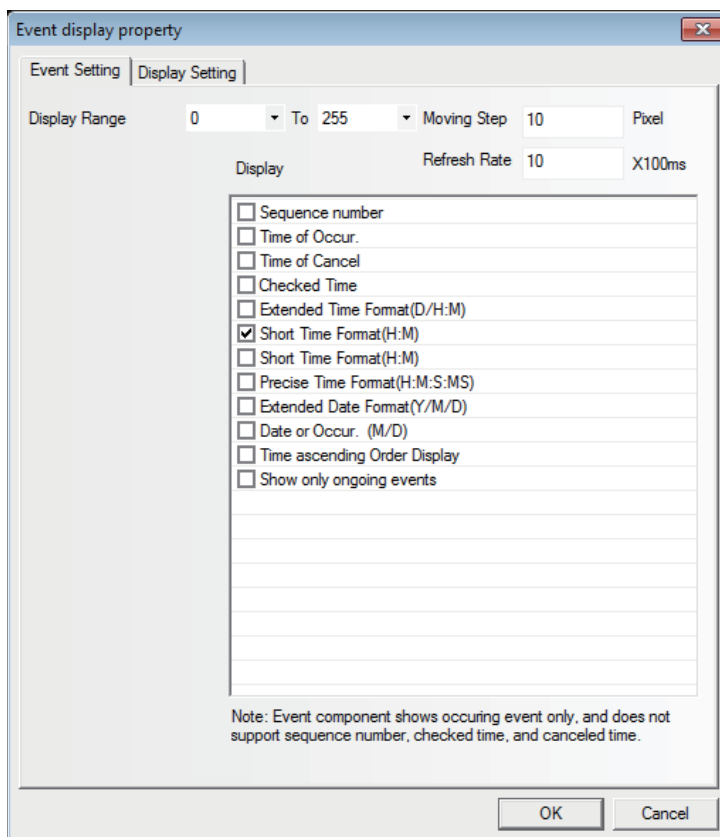 Event display property
Event Setting Display Setting
Display Range 0 To 255 Moving Step 10 Pixel
Display Refresh Rate 10 X100ms
Sequence number
Time of Occur.
Time of Cancel
Checked Time
Extended Time Format(D/H:M)
Short Time Format(H:M)
Short Time Format(H:M)
Precise Time Format(H:M:S:MS)
Extended Date Format(Y/M/D)
Date or Occur. (M/D)
Time ascending Order Display
Show only ongoing events
Note: Event component shows occuring event only, and does not
support sequence number, checked time, and canceled time.
OK Cancel